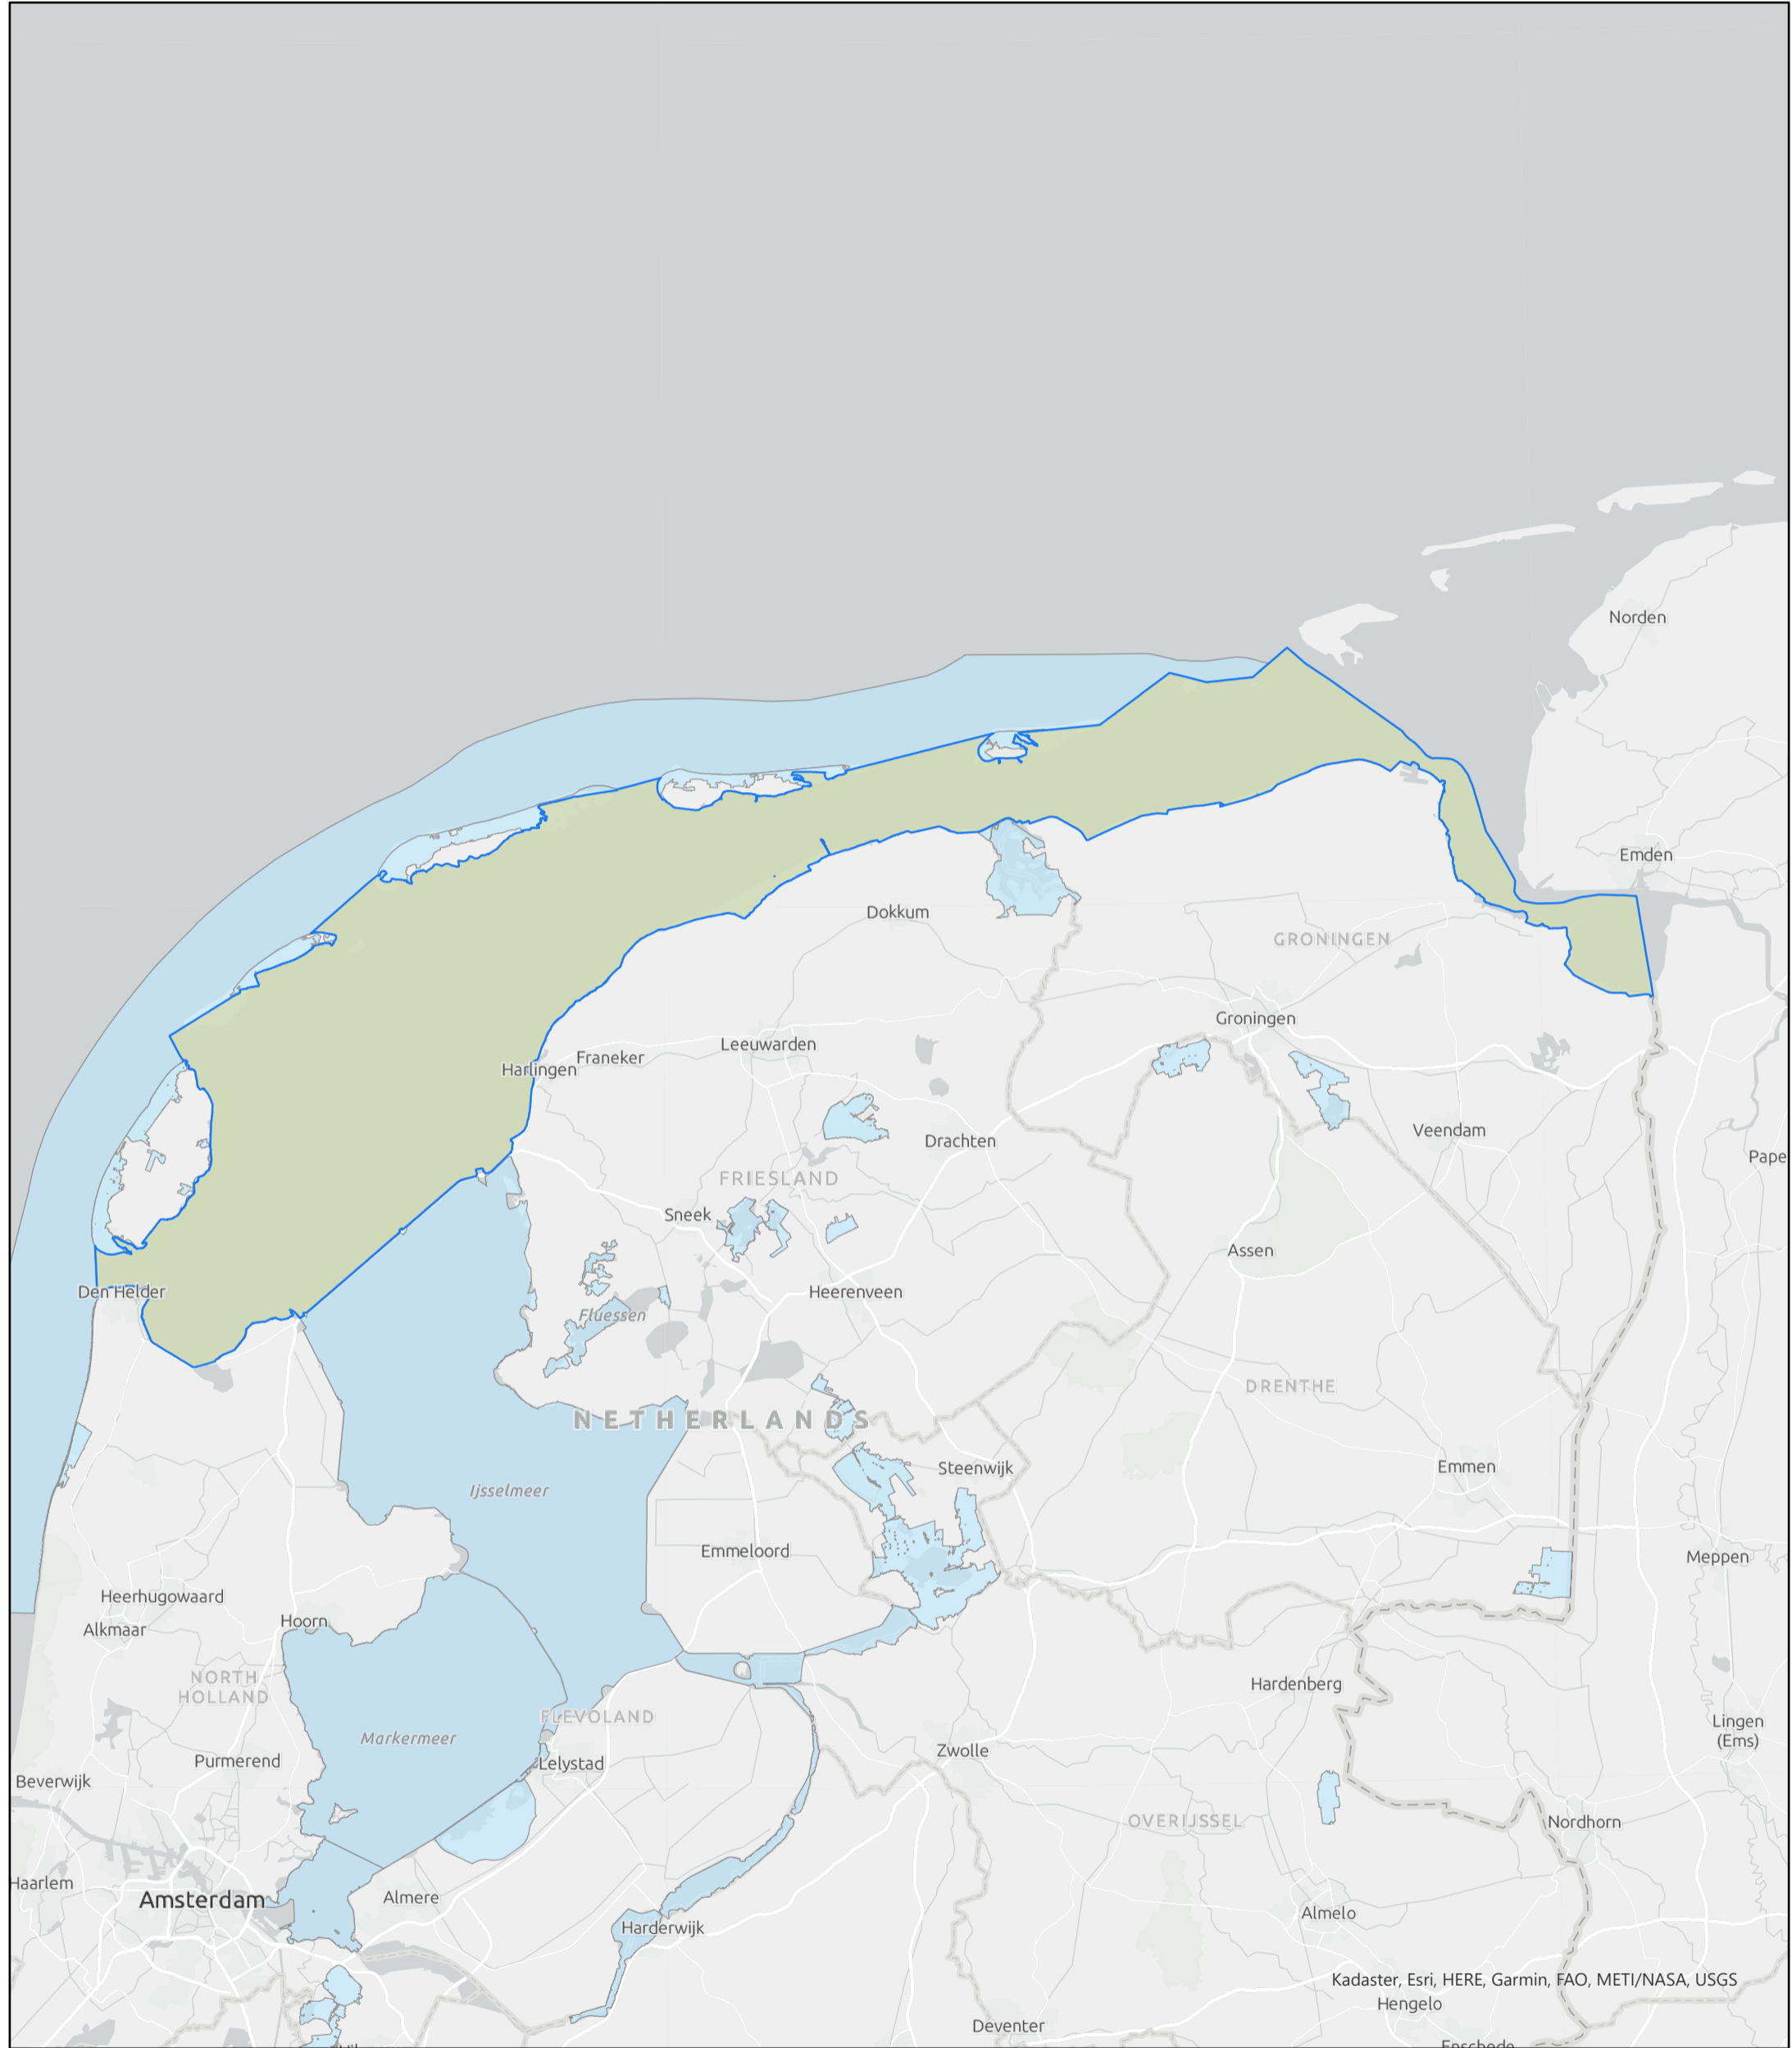 Norden
Emden
Dokkum
GRONINGEN
Groningen
Leeuwarden
Franeker
Harlingen
Drachten
Veendam
Pape
FRIESLAND
Sneek
Assen
Den Helder
Heerenveen
Fluessen
DRENTHE
NETHERLANDS
Steenwijk
Emmen
Ijsselmeer
Emmeloord
Meppen
Heerhugowaard
Hoorn
Alkmaar
NORTH
HOLLAND
Hardenberg
FLEVOLAND
Lingen
(Ems)
Markermeer
Zwolle
Purmerend
Lelystad
Beverwijk
OVERIJSSEL
Nordhorn
Haarlem
Almere
Amsterdam
Almelo
Harderwijk
Kadaster, Esri, HERE, Garmin, FAO, METI/NASA, USGS
Hengelo
Deventer
Enschede